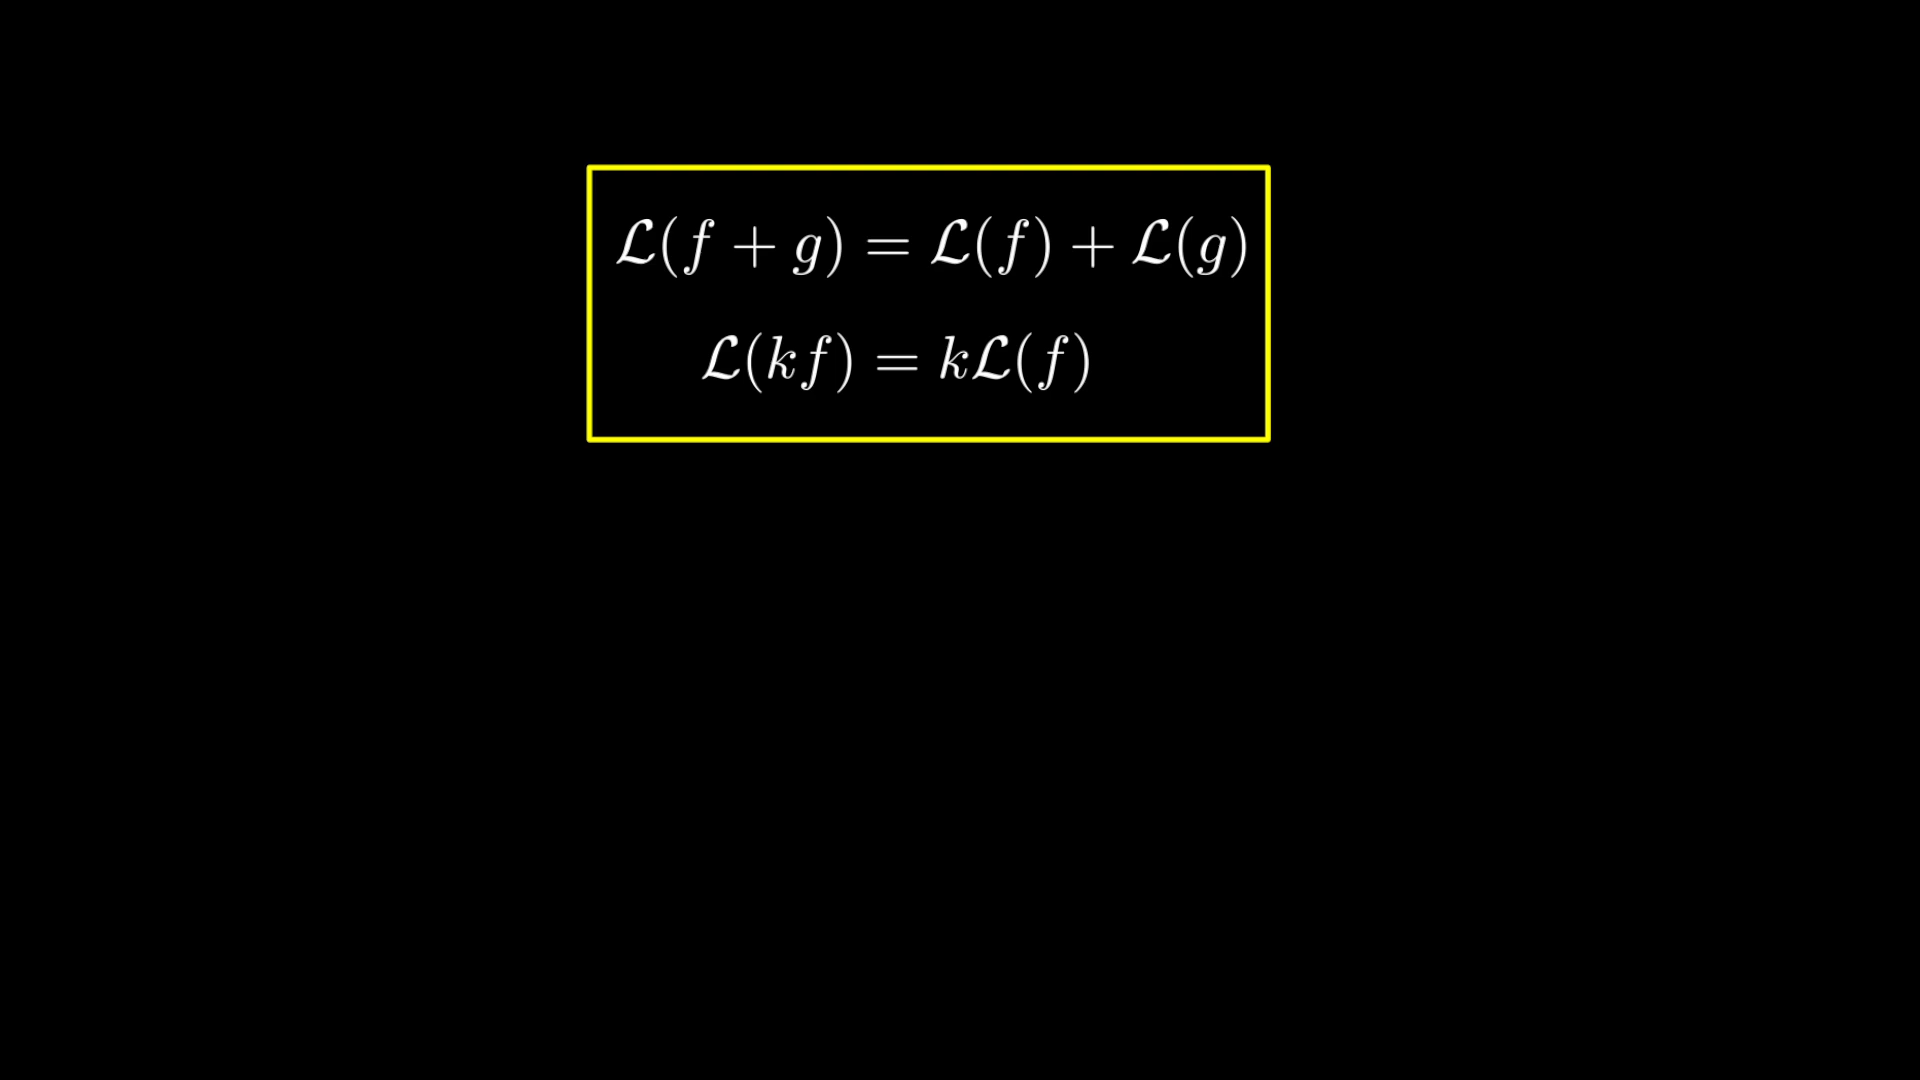 ℒ(f + g) = ℒ(f) + ℒ(g)
ℒ(kf) = kℒ(f)